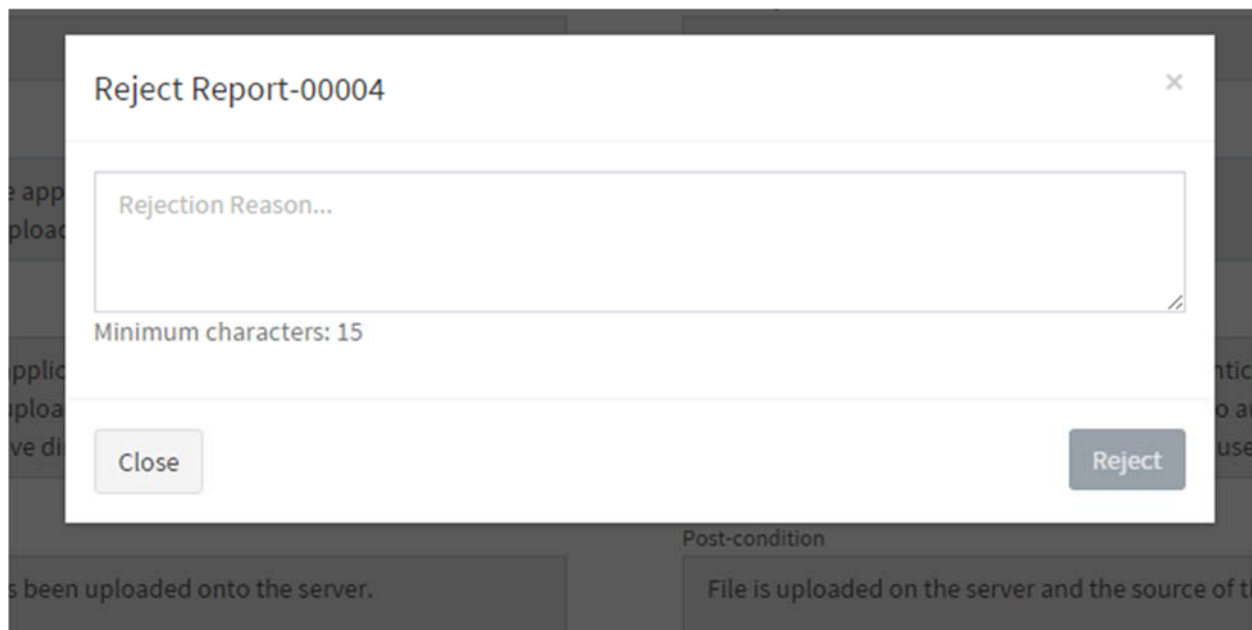 Reject Report-00004
×
Rejection Reason...
Minimum characters: 15
Close
Reject
Post-condition
been uploaded onto the server.
File is uploaded on the server and the source of